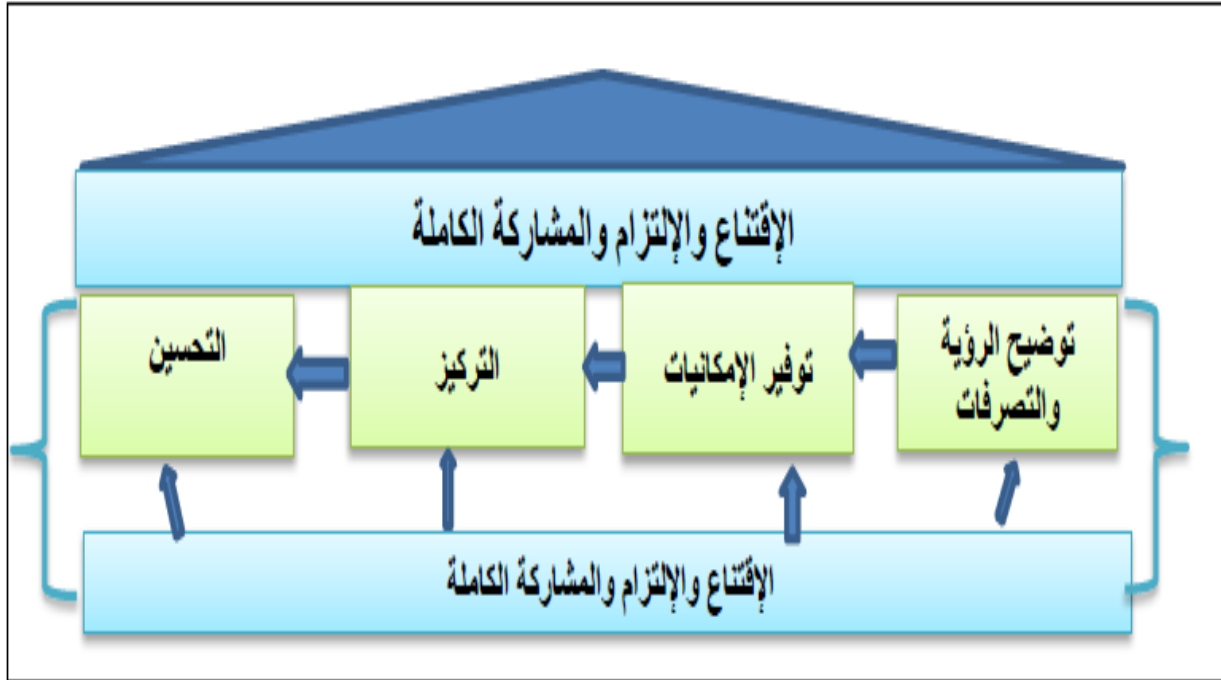 الإقتناع والإلتزام والمشاركة الكاملة
توضيح الرؤية
والتصرفات
توفير الإمكانيات
التركيز
التحسين
الإقتناع والإلتزام والمشاركة الكاملة